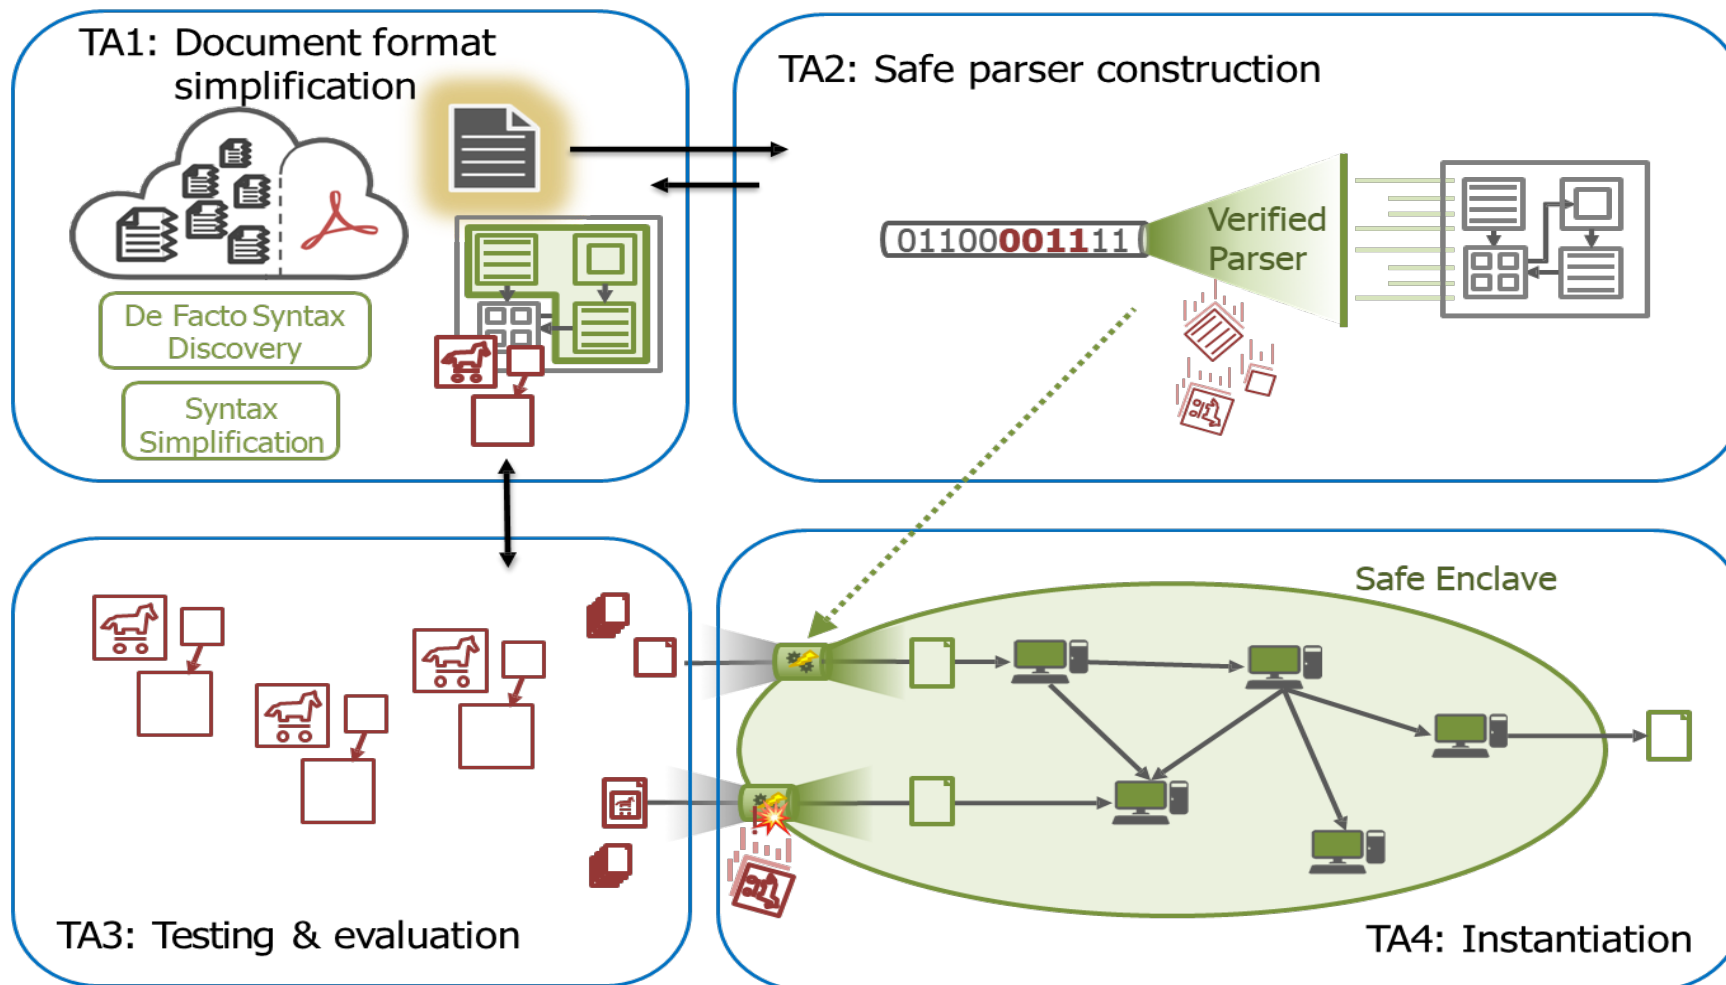 TA1: Document format
simplification
De Facto Syntax
Discovery
Syntax
Simplification
TA2: Safe parser construction
01100001111
Verified
Parser
TA3: Testing & evaluation
Safe Enclave
TA4: Instantiation